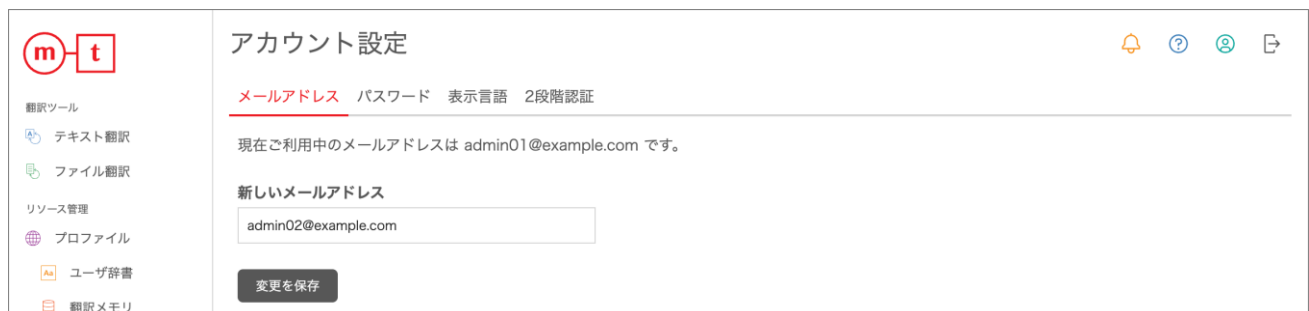 m t
アカウント設定
翻訳ツール
テキスト翻訳
ファイル翻訳
リソース管理
プロファイル
Aa ユーザ辞書
翻訳メモリ
メールアドレス パスワード 表示言語 2段階認証
現在ご利用中のメールアドレスは admin01@example.com です。
新しいメールアドレス
admin02@example.com
変更を保存